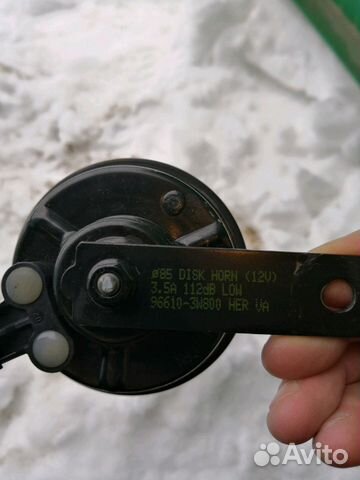 Ø85 DISK HORN (12V)
3.5A 112dB LOW
96610-3W800 HER VA
Avito